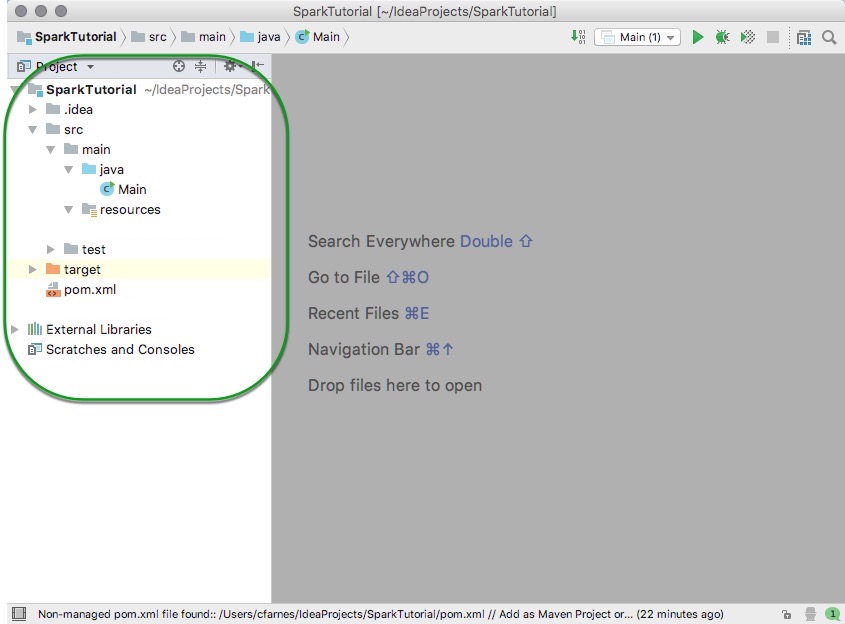 SparkTutorial [~/IdeaProjects/SparkTutorial]
SparkTutorial src main java Main Main (1)
Project
SparkTutorial ~/IdeaProjects/Spark
.idea
src
main
java
Main
resources
test
target
pom.xml
External Libraries
Scratches and Consoles
Search Everywhere Double ⇧
Go to File ⇧⌘O
Recent Files ⌘E
Navigation Bar ⌘↑
Drop files here to open
Non-managed pom.xml file found:: /Users/cfarnes/IdeaProjects/SparkTutorial/pom.xml // Add as Maven Project or... (22 minutes ago) 1